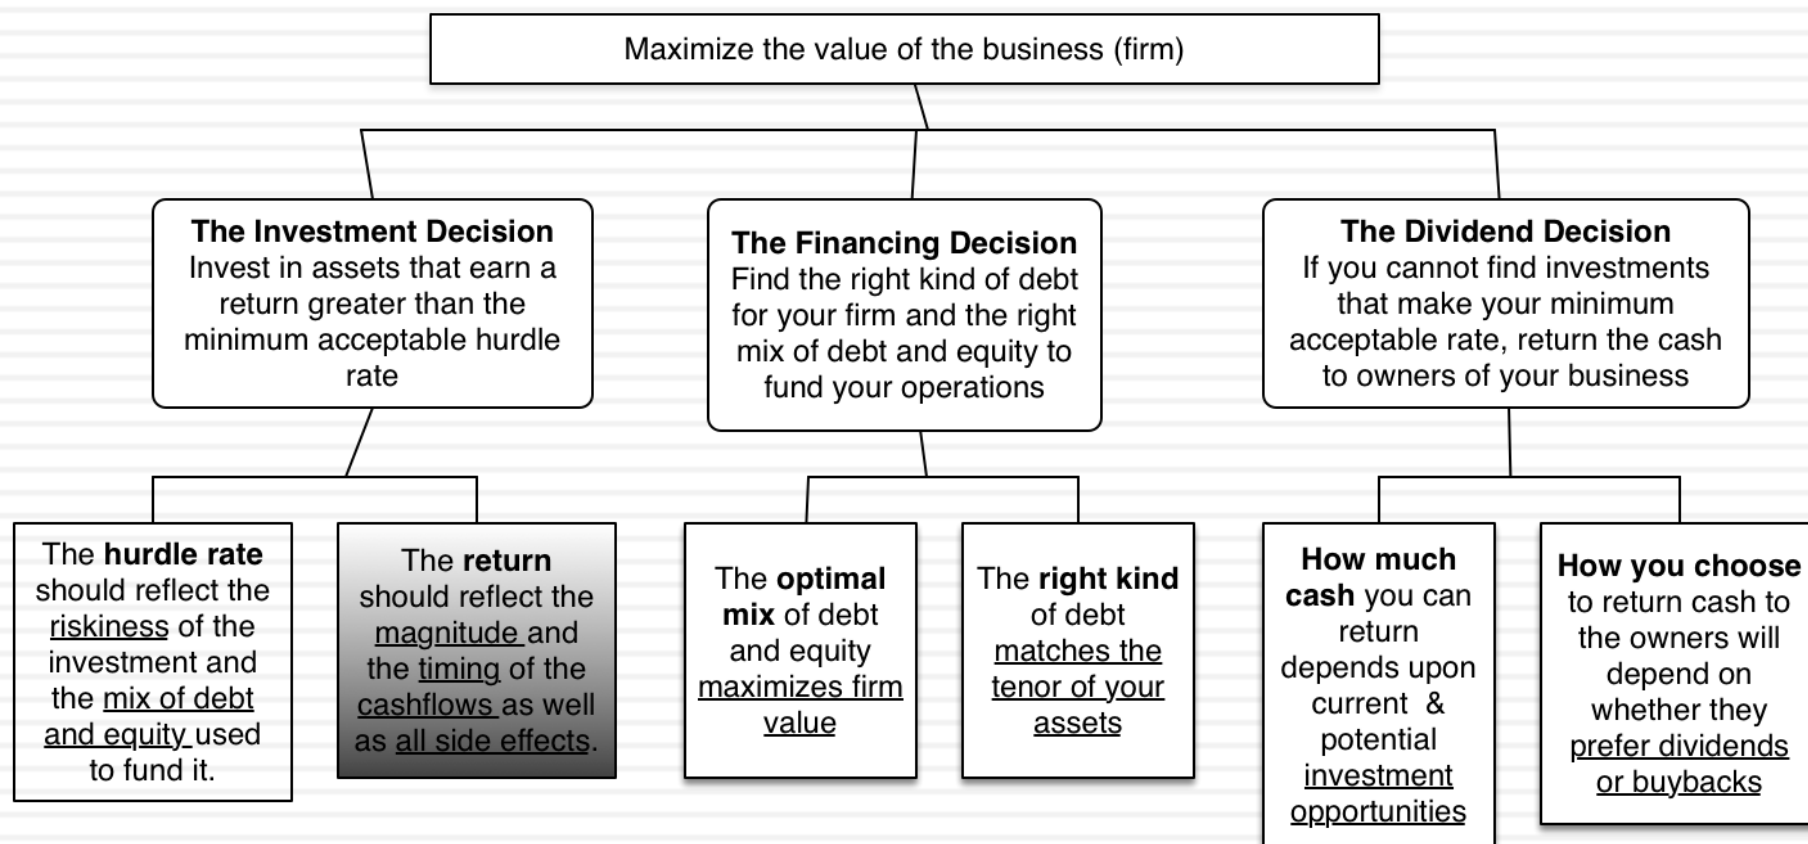 Maximize the value of the business (firm)
The Investment Decision
Invest in assets that earn a
return greater than the
minimum acceptable hurdle
rate
The Financing Decision
Find the right kind of debt
for your firm and the right
mix of debt and equity to
fund your operations
The Dividend Decision
If you cannot find investments
that make your minimum
acceptable rate, return the cash
to owners of your business
The hurdle rate
should reflect the
riskiness of the
investment and
the mix of debt
and equity used
to fund it.
The return
should reflect the
magnitude and
the timing of the
cashflows as well
as all side effects.
The optimal
mix of debt
and equity
maximizes firm
value
The right kind
of debt
matches the
tenor of your
assets
How much
cash you can
return
depends upon
current &
potential
investment
opportunities
How you choose
to return cash to
the owners will
depend on
whether they
prefer dividends
or buybacks